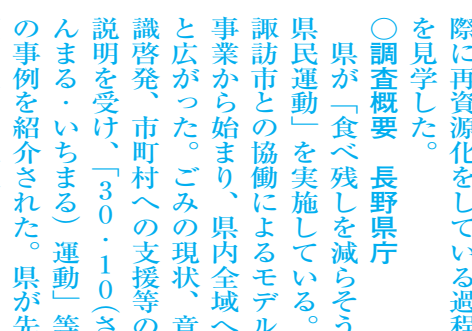 際に再資源化をしている過程
を見学した。
○調査概要　長野県庁
県が「食べ残しを減らそう
県民運動」を実施している。
諏訪市との協働によるモデル
事業から始まり、県内全域へ
と広がった。ごみの現状、意
識啓発、市町村への支援等の
説明を受け、「30・10(さ
んまる・いちまる)運動」等
の事例を紹介された。県が先